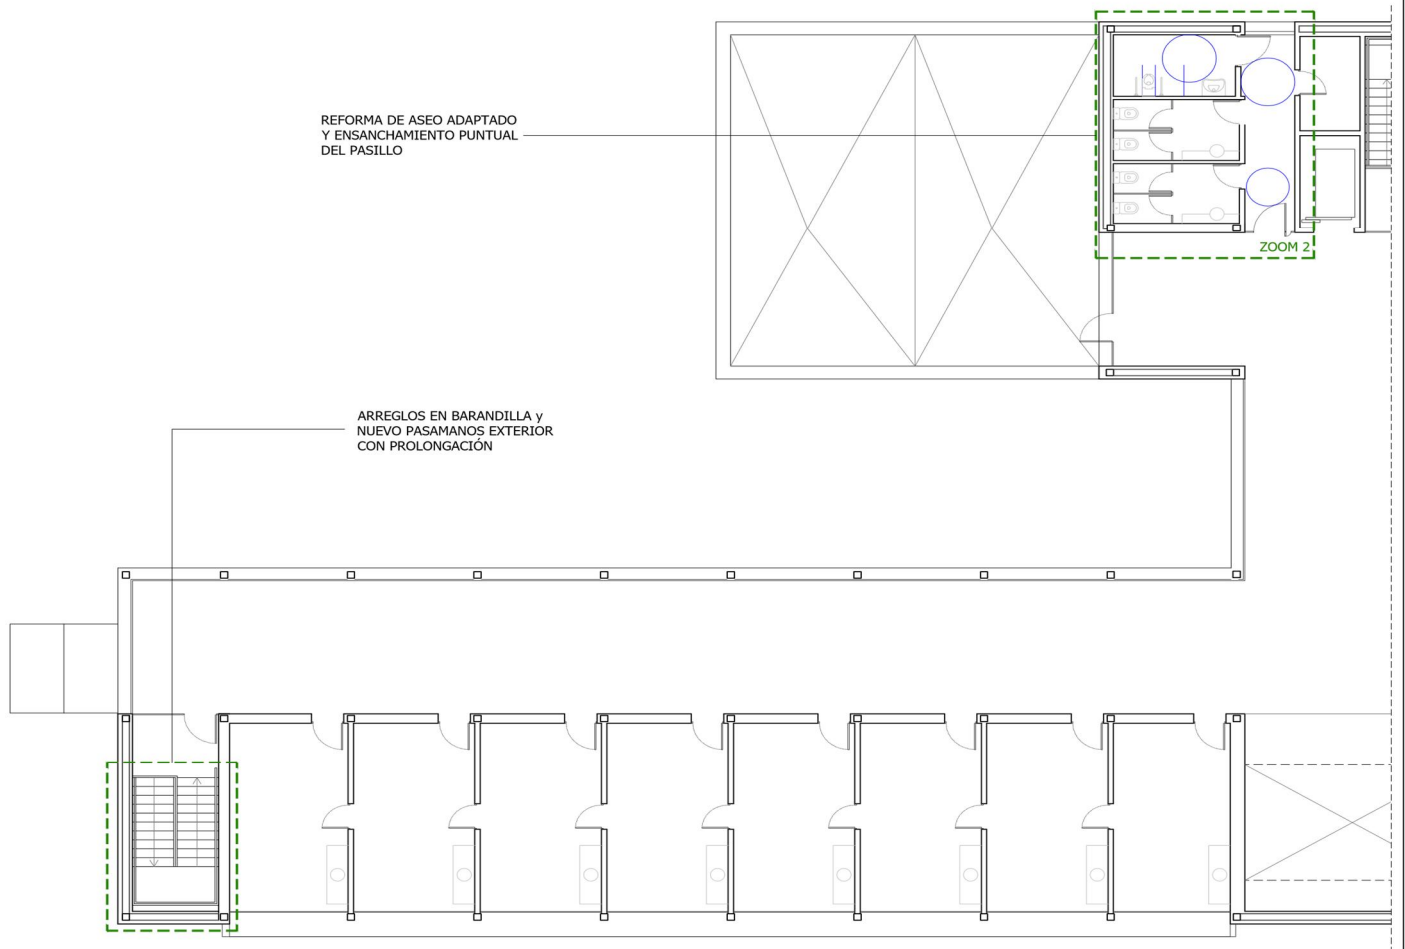 REFORMA DE ASEO ADAPTADO
Y ENSANCHAMIENTO PUNTUAL
DEL PASILLO
ZOOM 2
ARREGLOS EN BARANDILLA y
NUEVO PASAMANOS EXTERIOR
CON PROLONGACIÓN